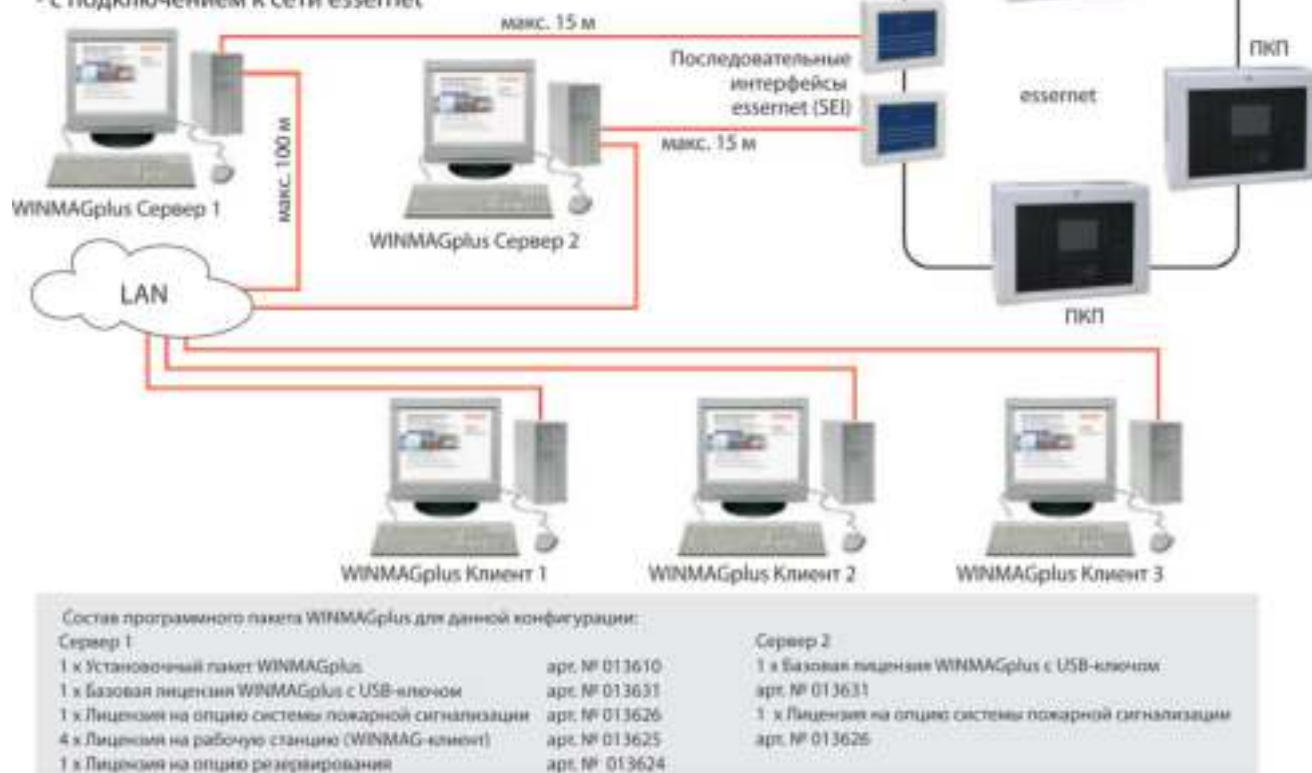 - с подключением к сети essernet
макс. 15 м
Последовательные
интерфейсы
essernet (SEI)
essernet
ПКП
макс. 100 м
макс. 15 м
WINMAGplus Сервер 1
WINMAGplus Сервер 2
LAN
ПКП
WINMAGplus Клиент 1
WINMAGplus Клиент 2
WINMAGplus Клиент 3
Состав программного пакета WINMAGplus для данной конфигурации:
Сервер 1
1 x Установочный пакет WINMAGplus арт. № 013610
1 x Базовая лицензия WINMAGplus с USB-ключом арт. № 013631
1 x Лицензия на опцию системы пожарной сигнализации арт. № 013626
4 x Лицензия на рабочую станцию (WINMAG-клиент) арт. № 013625
1 x Лицензия на опцию резервирования арт. № 013624
Сервер 2
1 x Базовая лицензия WINMAGplus с USB-ключом
арт. № 013631
1 x Лицензия на опцию системы пожарной сигнализации
арт. № 013626